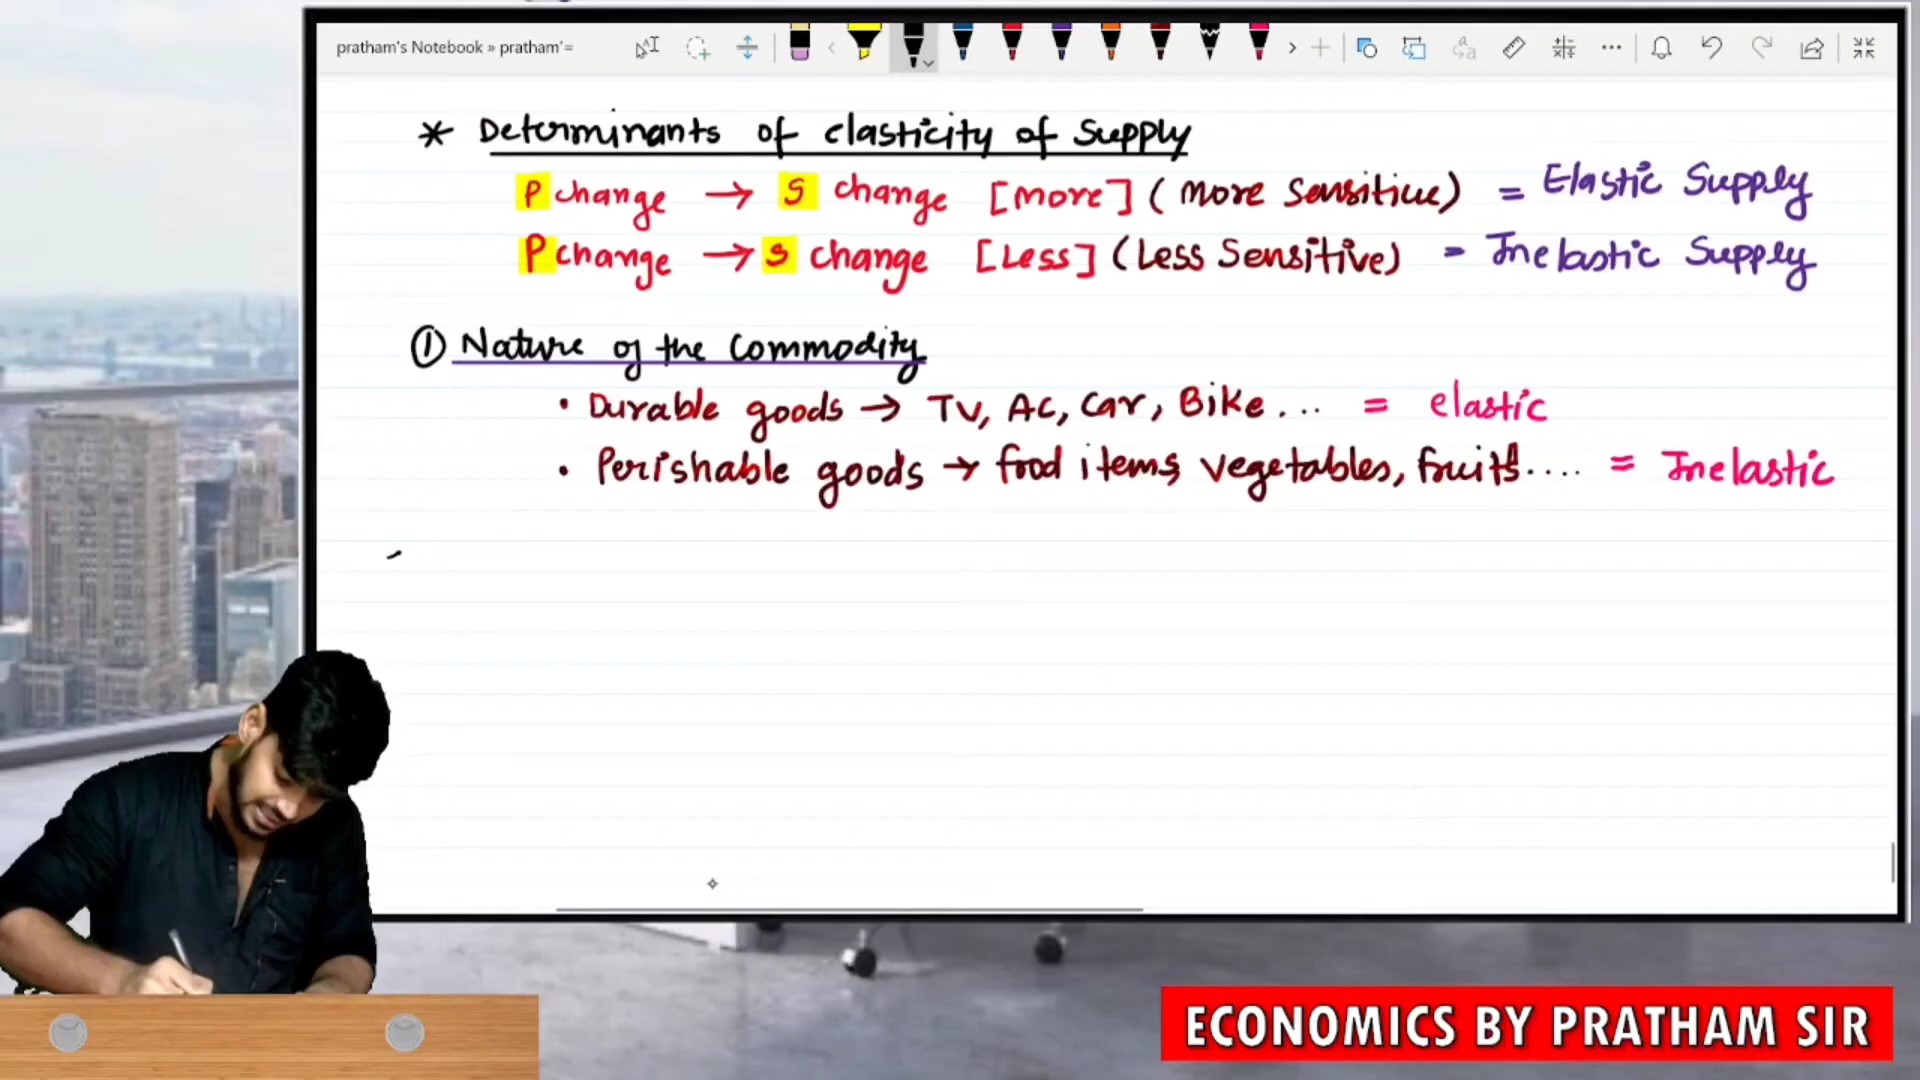 pratham's Notebook » pratham'=
* Determinants of elasticity of Supply
P change → S change [more] (More Sensitive) = Elastic Supply
P change → S change [Less] (Less Sensitive) = Inelastic Supply
① Nature of the Commodity
• Durable goods → TV, AC, Car, Bike... = elastic
• Perishable goods → food items, vegetables, fruits.... = Inelastic
ECONOMICS BY PRATHAM SIR